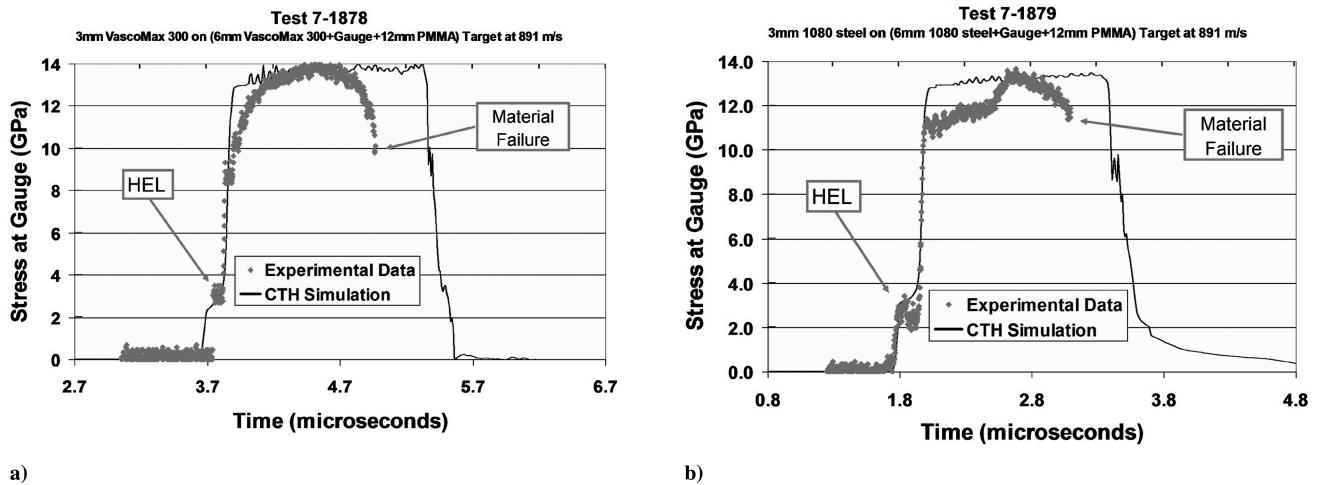 Test 7-1878
3mm VascoMax 300 on (6mm VascoMax 300+Gauge+12mm PMMA) Target at 891 m/s
Stress at Gauge (GPa)
14
12
10
8
6
4
2
0
HEL
Material
Failure
Experimental Data
CTH Simulation
2.7
3.7
4.7
5.7
6.7
Time (microseconds)
a)
Test 7-1879
3mm 1080 steel on (6mm 1080 steel+Gauge+12mm PMMA) Target at 891 m/s
Stress at Gauge (GPa)
14.0
12.0
10.0
8.0
6.0
4.0
2.0
0.0
HEL
Material
Failure
Experimental Data
CTH Simulation
0.8
1.8
2.8
3.8
4.8
Time (microseconds)
b)